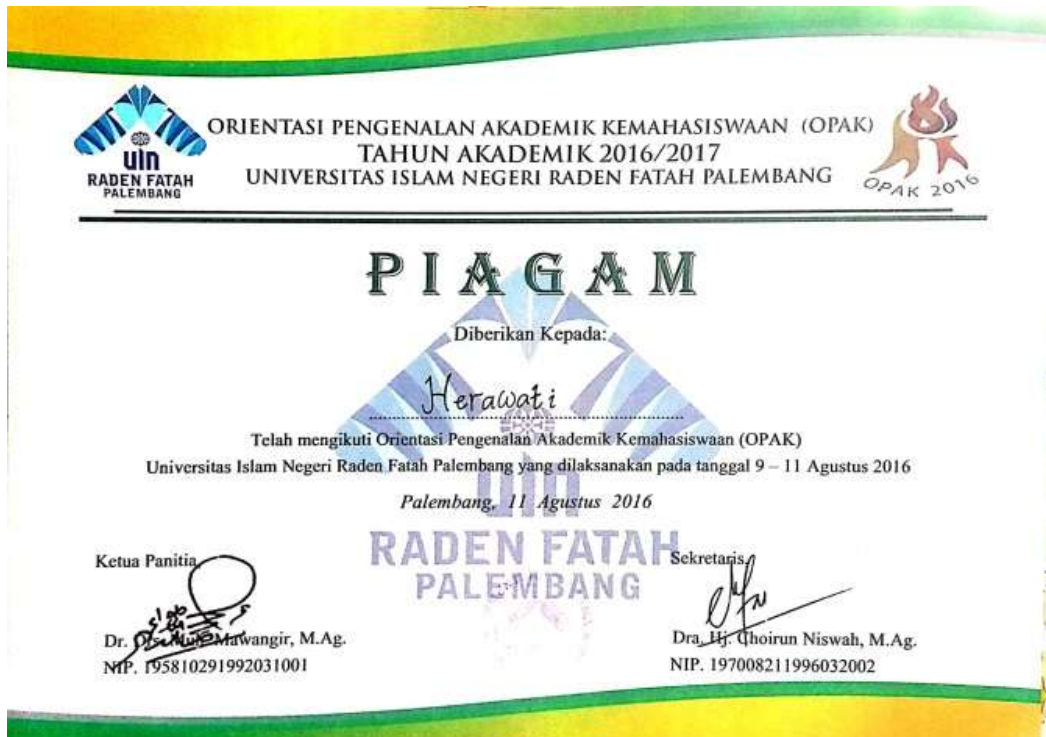 uin
RADEN FATAH
PALEMBANG
ORIENTASI PENGENALAN AKADEMIK KEMAHASISWAAN (OPAK)
TAHUN AKADEMIK 2016/2017
UNIVERSITAS ISLAM NEGERI RADEN FATAH PALEMBANG
OPAK 2016
PIAGAM
Diberikan Kepada:
Herawati
Telah mengikuti Orientasi Pengenalan Akademik Kemahasiswaan (OPAK)
Universitas Islam Negeri Raden Fatah Palembang yang dilaksanakan pada tanggal 9 – 11 Agustus 2016
Palembang, 11 Agustus 2016
uin
RADEN FATAH
PALEMBANG
Ketua Panitia
Dr. Mawangir, M.Ag.
NIP. 195810291992031001
Sekretaris
Dra. Hj. Choirun Niswah, M.Ag.
NIP. 197008211996032002